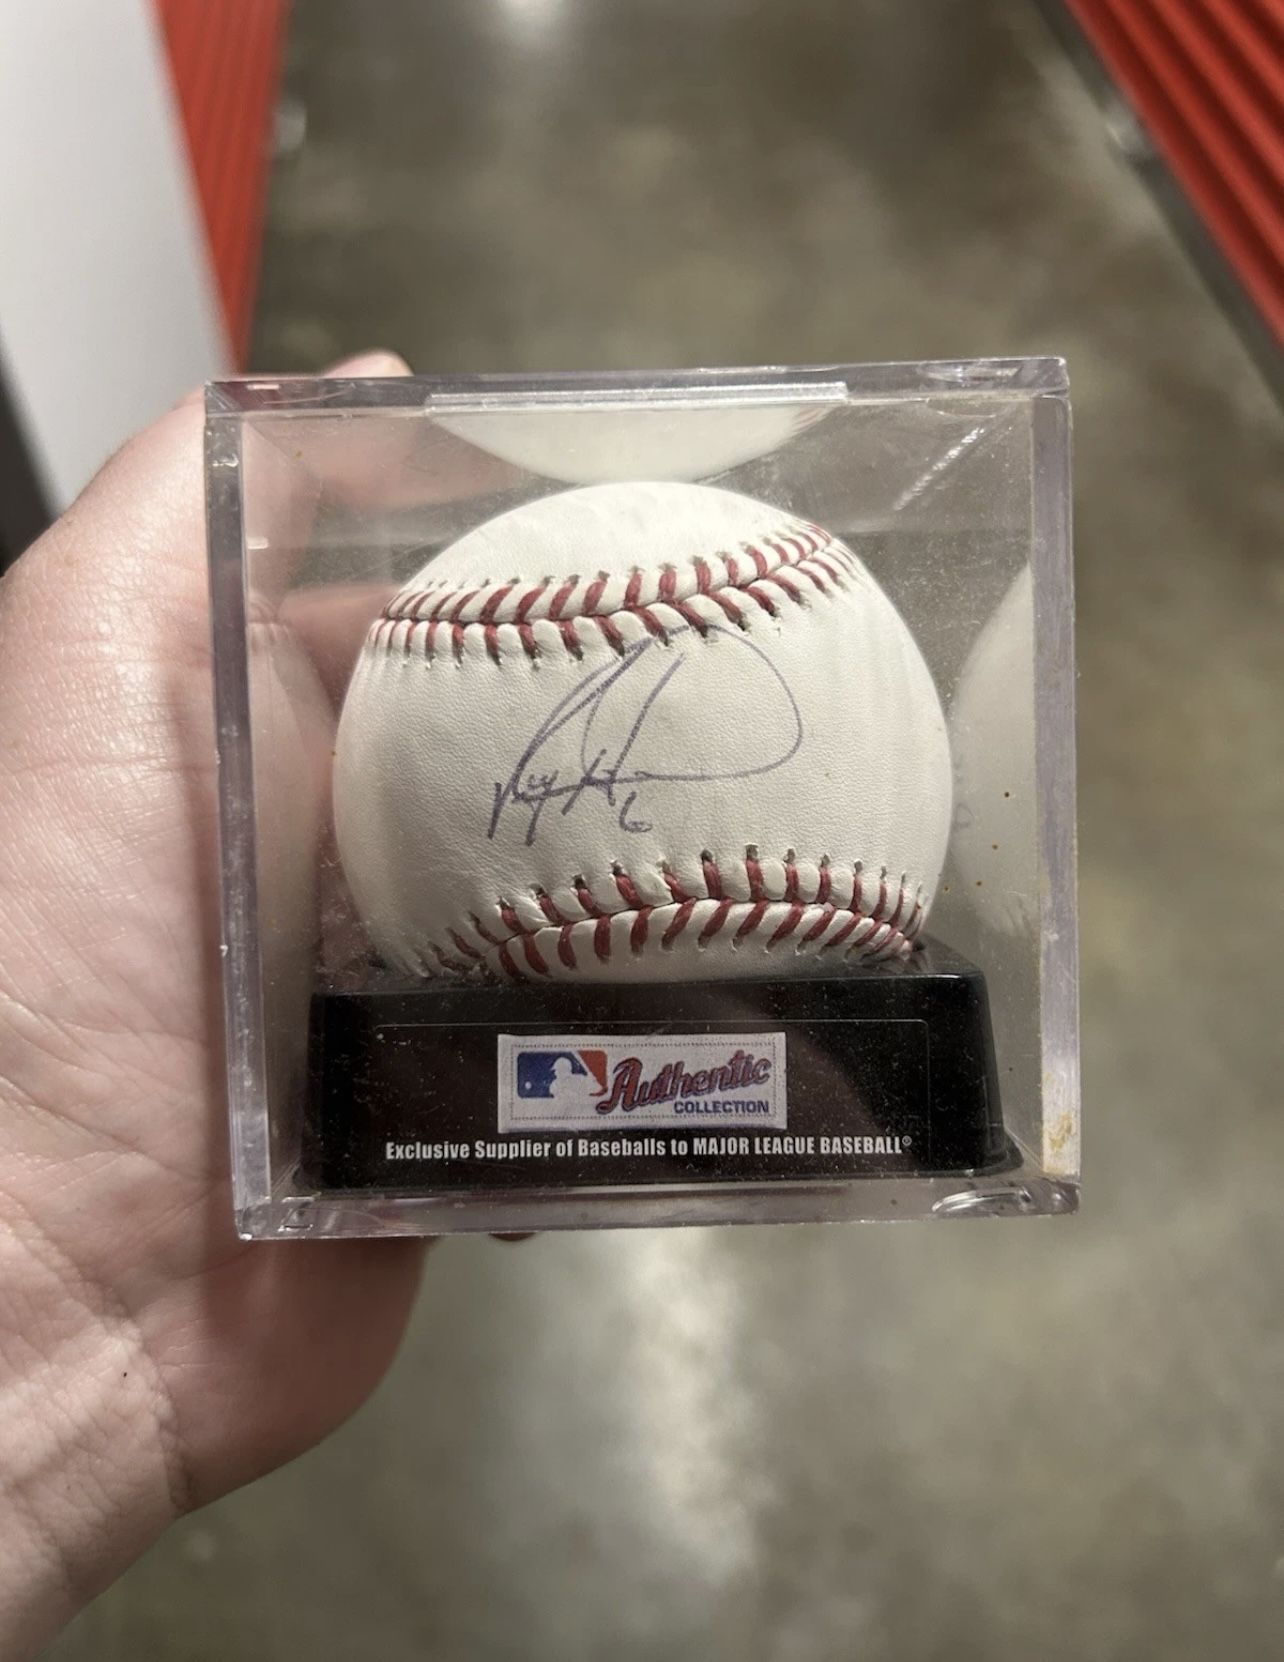 6
Authentic
COLLECTION
Exclusive Supplier of Baseballs to MAJOR LEAGUE BASEBALL®